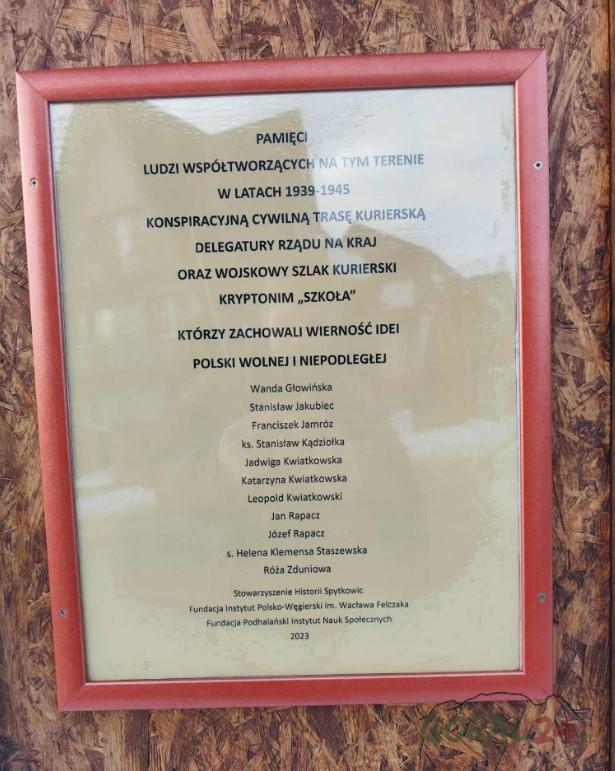 PAMIĘCI
LUDZI WSPÓŁTWORZĄCYCH NA TYM TERENIE
W LATACH 1939-1945
KONSPIRACYJNĄ CYWILNĄ TRASĘ KURIERSKĄ
DELEGATURY RZĄDU NA KRAJ
ORAZ WOJSKOWY SZLAK KURIERSKI
KRYPTONIM „SZKOŁA”
KTÓRZY ZACHOWALI WIERNOŚĆ IDEI
POLSKI WOLNEJ I NIEPODLEGŁEJ
Wanda Głowińska
Stanisław Jakubiec
Franciszek Jamróz
ks. Stanisław Kądziołka
Jadwiga Kwiatkowska
Katarzyna Kwiatkowska
Leopold Kwiatkowski
Jan Rapacz
Józef Rapacz
s. Helena Klemensa Staszewska
Róża Zduniowa
Stowarzyszenie Historii Spytkowic
Fundacja Instytut Polsko-Węgierski im. Wacława Felczaka
Fundacja Podhalański Instytut Nauk Społecznych
2023